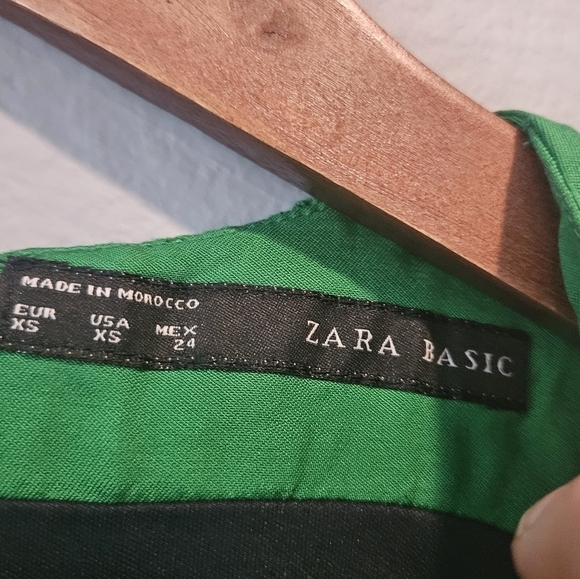 MADE IN MOROCCO
EUR USA MEX
XS XS 24
ZARA BASIC